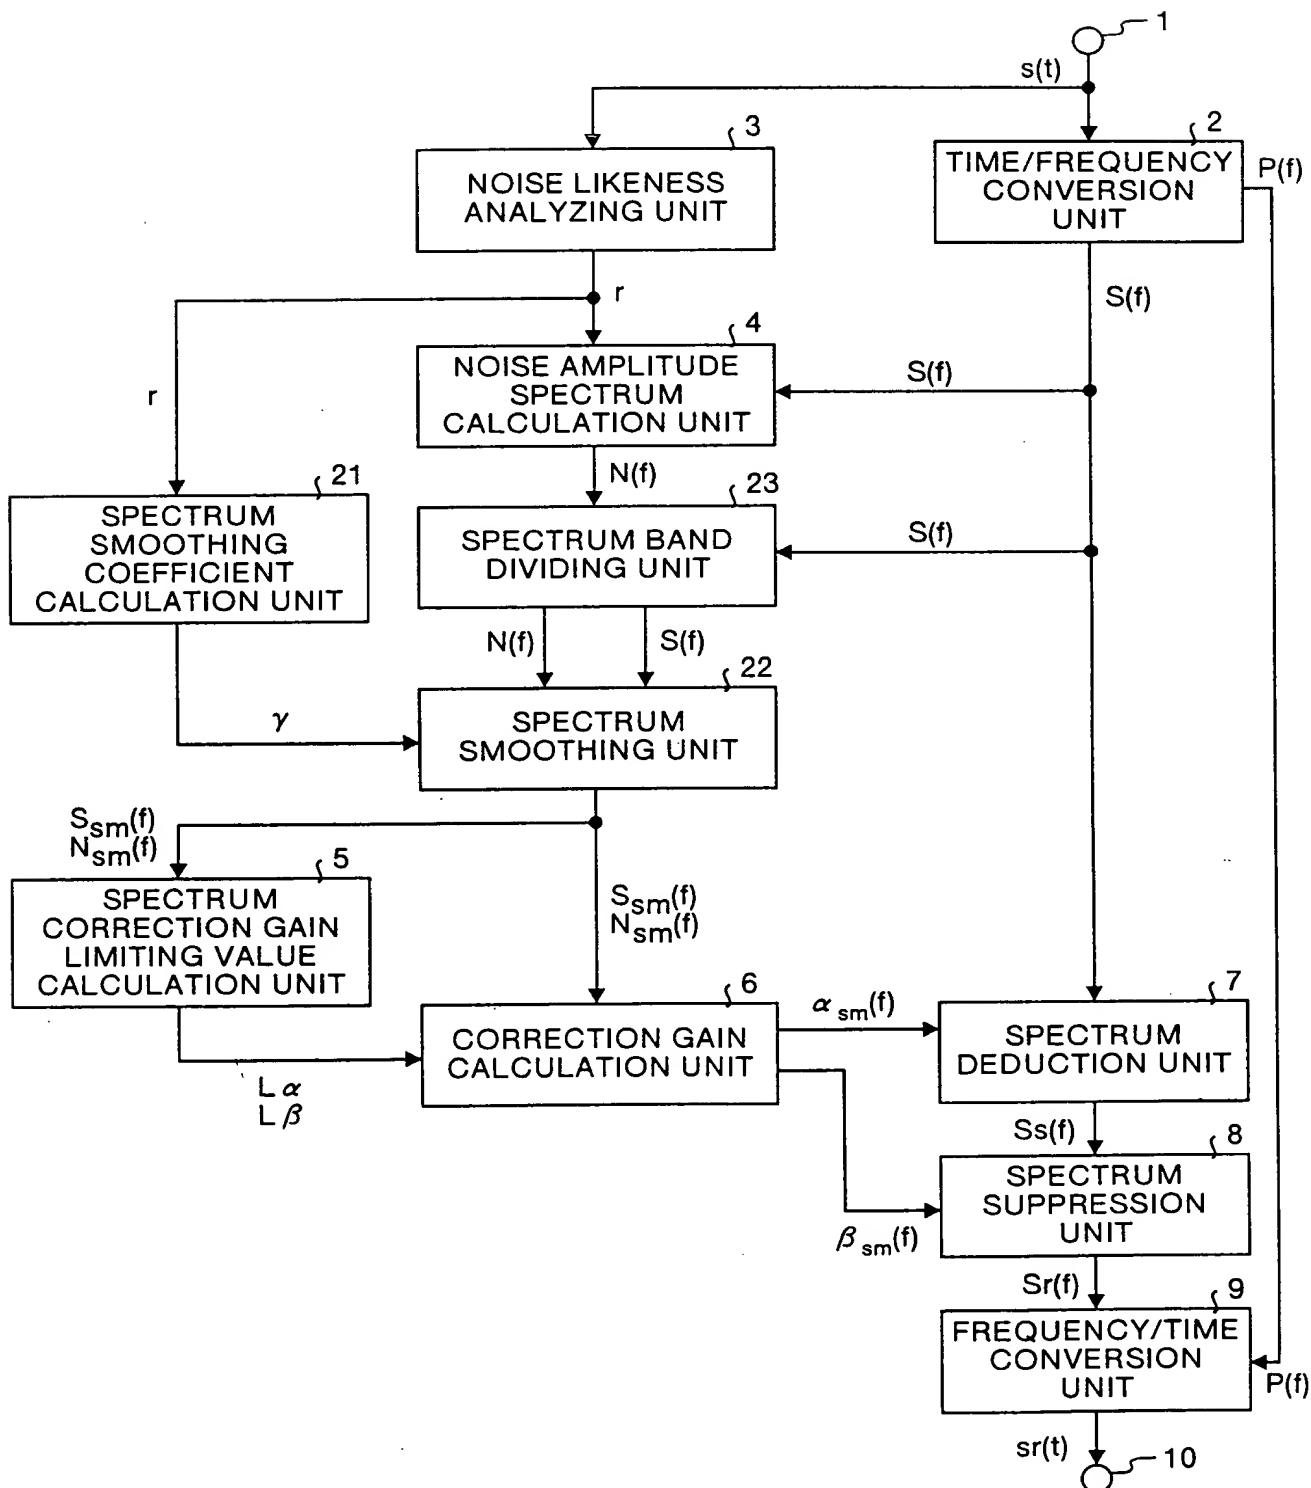 1
s(t)
3
NOISE LIKENESS
ANALYZING UNIT
2
TIME/FREQUENCY
CONVERSION
UNIT
P(f)
r
S(f)
r
4
NOISE AMPLITUDE
SPECTRUM
CALCULATION UNIT
S(f)
N(f)
21
SPECTRUM
SMOOTHING
COEFFICIENT
CALCULATION UNIT
23
SPECTRUM BAND
DIVIDING UNIT
S(f)
N(f)
S(f)
22
SPECTRUM
SMOOTHING UNIT
γ
Ssm(f)
Nsm(f)
5
SPECTRUM
CORRECTION GAIN
LIMITING VALUE
CALCULATION UNIT
Ssm(f)
Nsm(f)
Lα
Lβ
6
CORRECTION GAIN
CALCULATION UNIT
αsm(f)
7
SPECTRUM
DEDUCTION UNIT
Ss(f)
8
SPECTRUM
SUPPRESSION
UNIT
βsm(f)
Sr(f)
9
FREQUENCY/TIME
CONVERSION
UNIT
P(f)
sr(t)
10